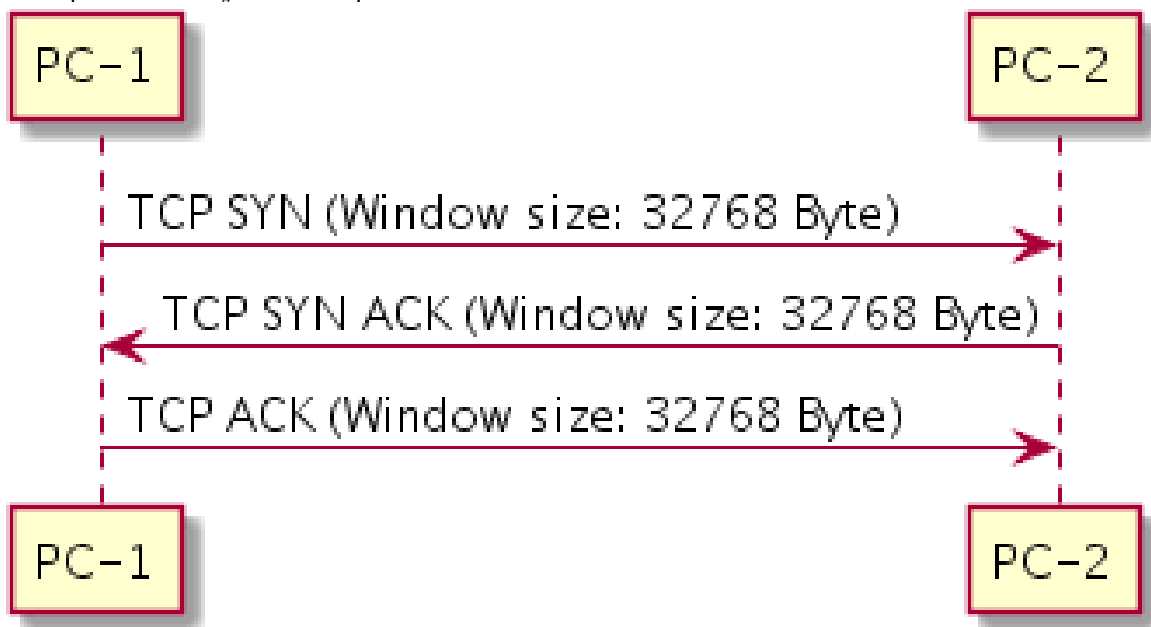 PC-1 PC-2
TCP SYN (Window size: 32768 Byte)
TCP SYN ACK (Window size: 32768 Byte)
TCP ACK (Window size: 32768 Byte)
PC-1 PC-2